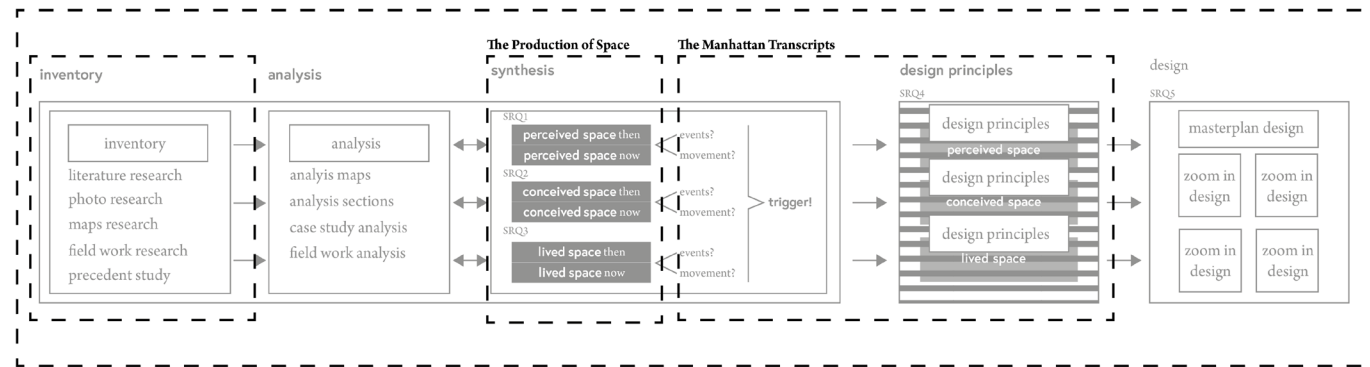 The Production of Space
The Manhattan Transcripts
inventory
analysis
synthesis
design principles
design
inventory
literature research
photo research
maps research
field work research
precedent study
analysis
analyis maps
analysis sections
case study analysis
field work analysis
SRQ1
perceived space then
perceived space now
events?
movement?
SRQ2
conceived space then
conceived space now
events?
movement?
SRQ3
lived space then
lived space now
events?
movement?
trigger!
SRQ4
design principles
perceived space
design principles
conceived space
design principles
lived space
SRQ5
masterplan design
zoom in
design
zoom in
design
zoom in
design
zoom in
design